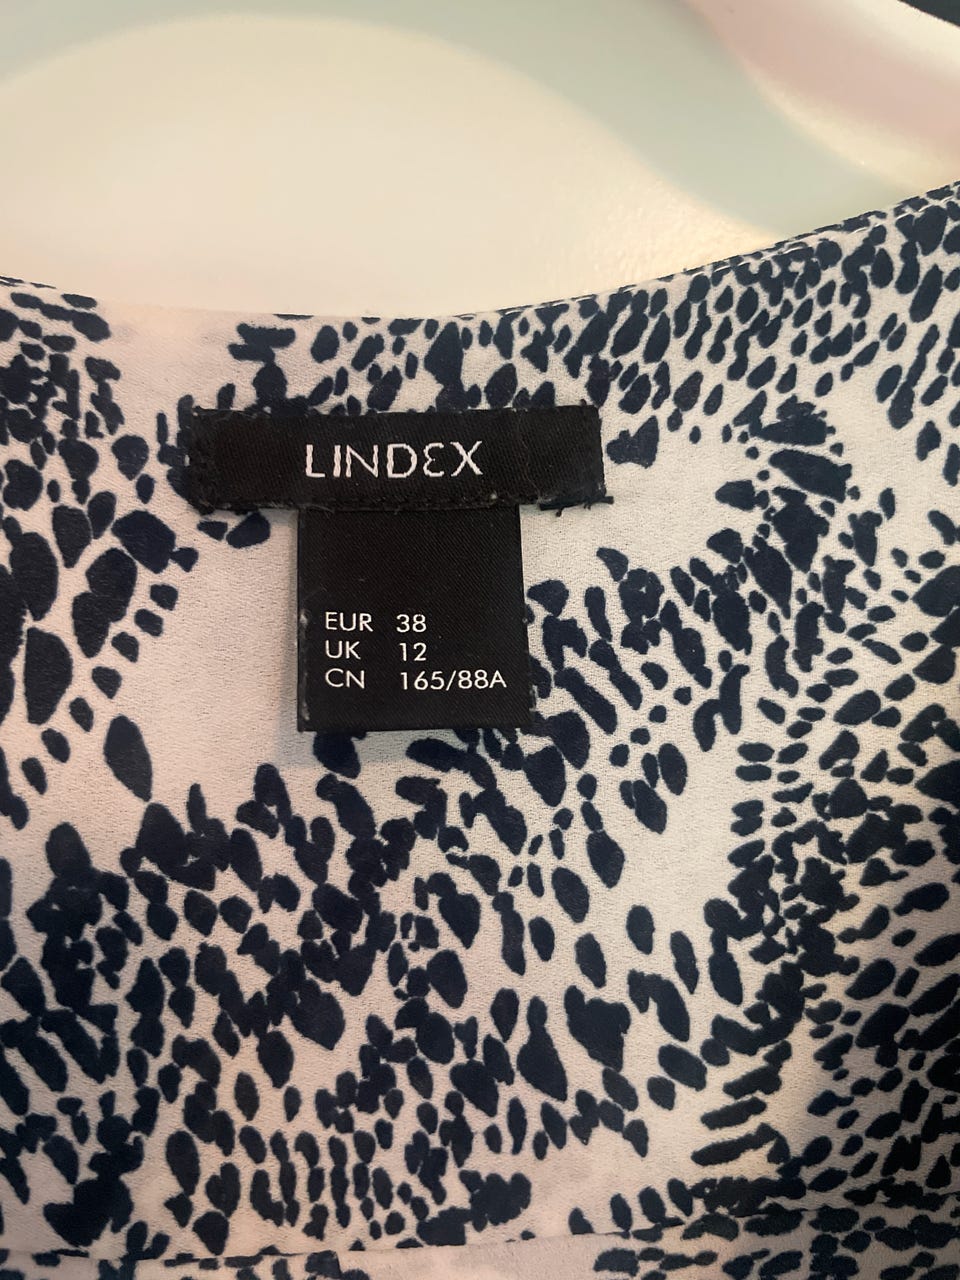 LINDEX
EUR 38
UK 12
CN 165/88A